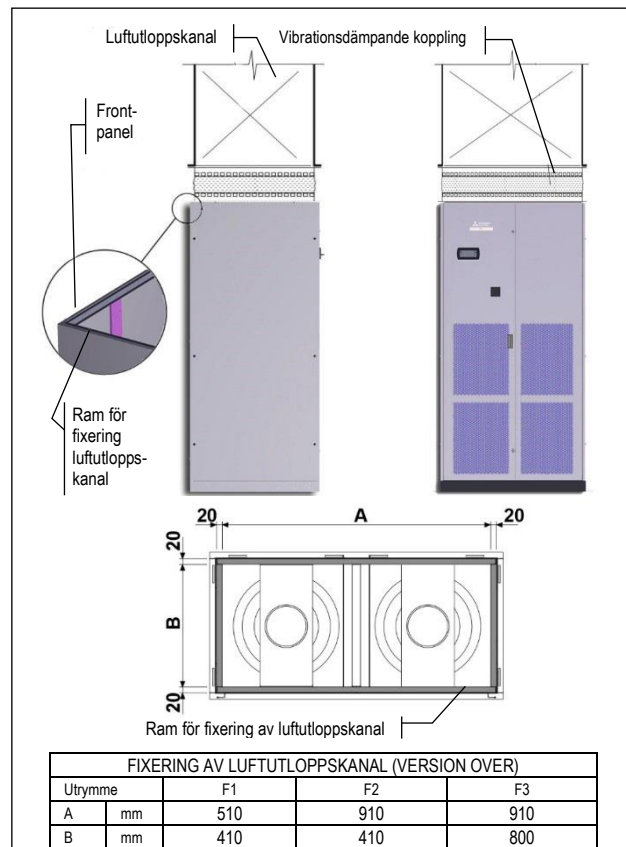 Luftutloppskanal
Vibrationsdämpande koppling
Front-
panel
Ram för
fixering
luftutlopps-
kanal
20
A
20
20
B
20
Ram för fixering av luftutloppskanal
FIXERING AV LUFTUTLOPPSKANAL (VERSION OVER)
Utrymme F1 F2 F3
A mm 510 910 910
B mm 410 410 800